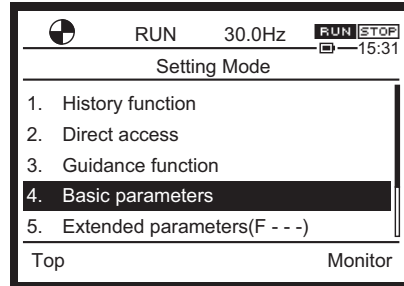 RUN 30.0Hz RUN STOP
15:31
Setting Mode
1. History function
2. Direct access
3. Guidance function
4. Basic parameters
5. Extended parameters(F - - -)
Top Monitor